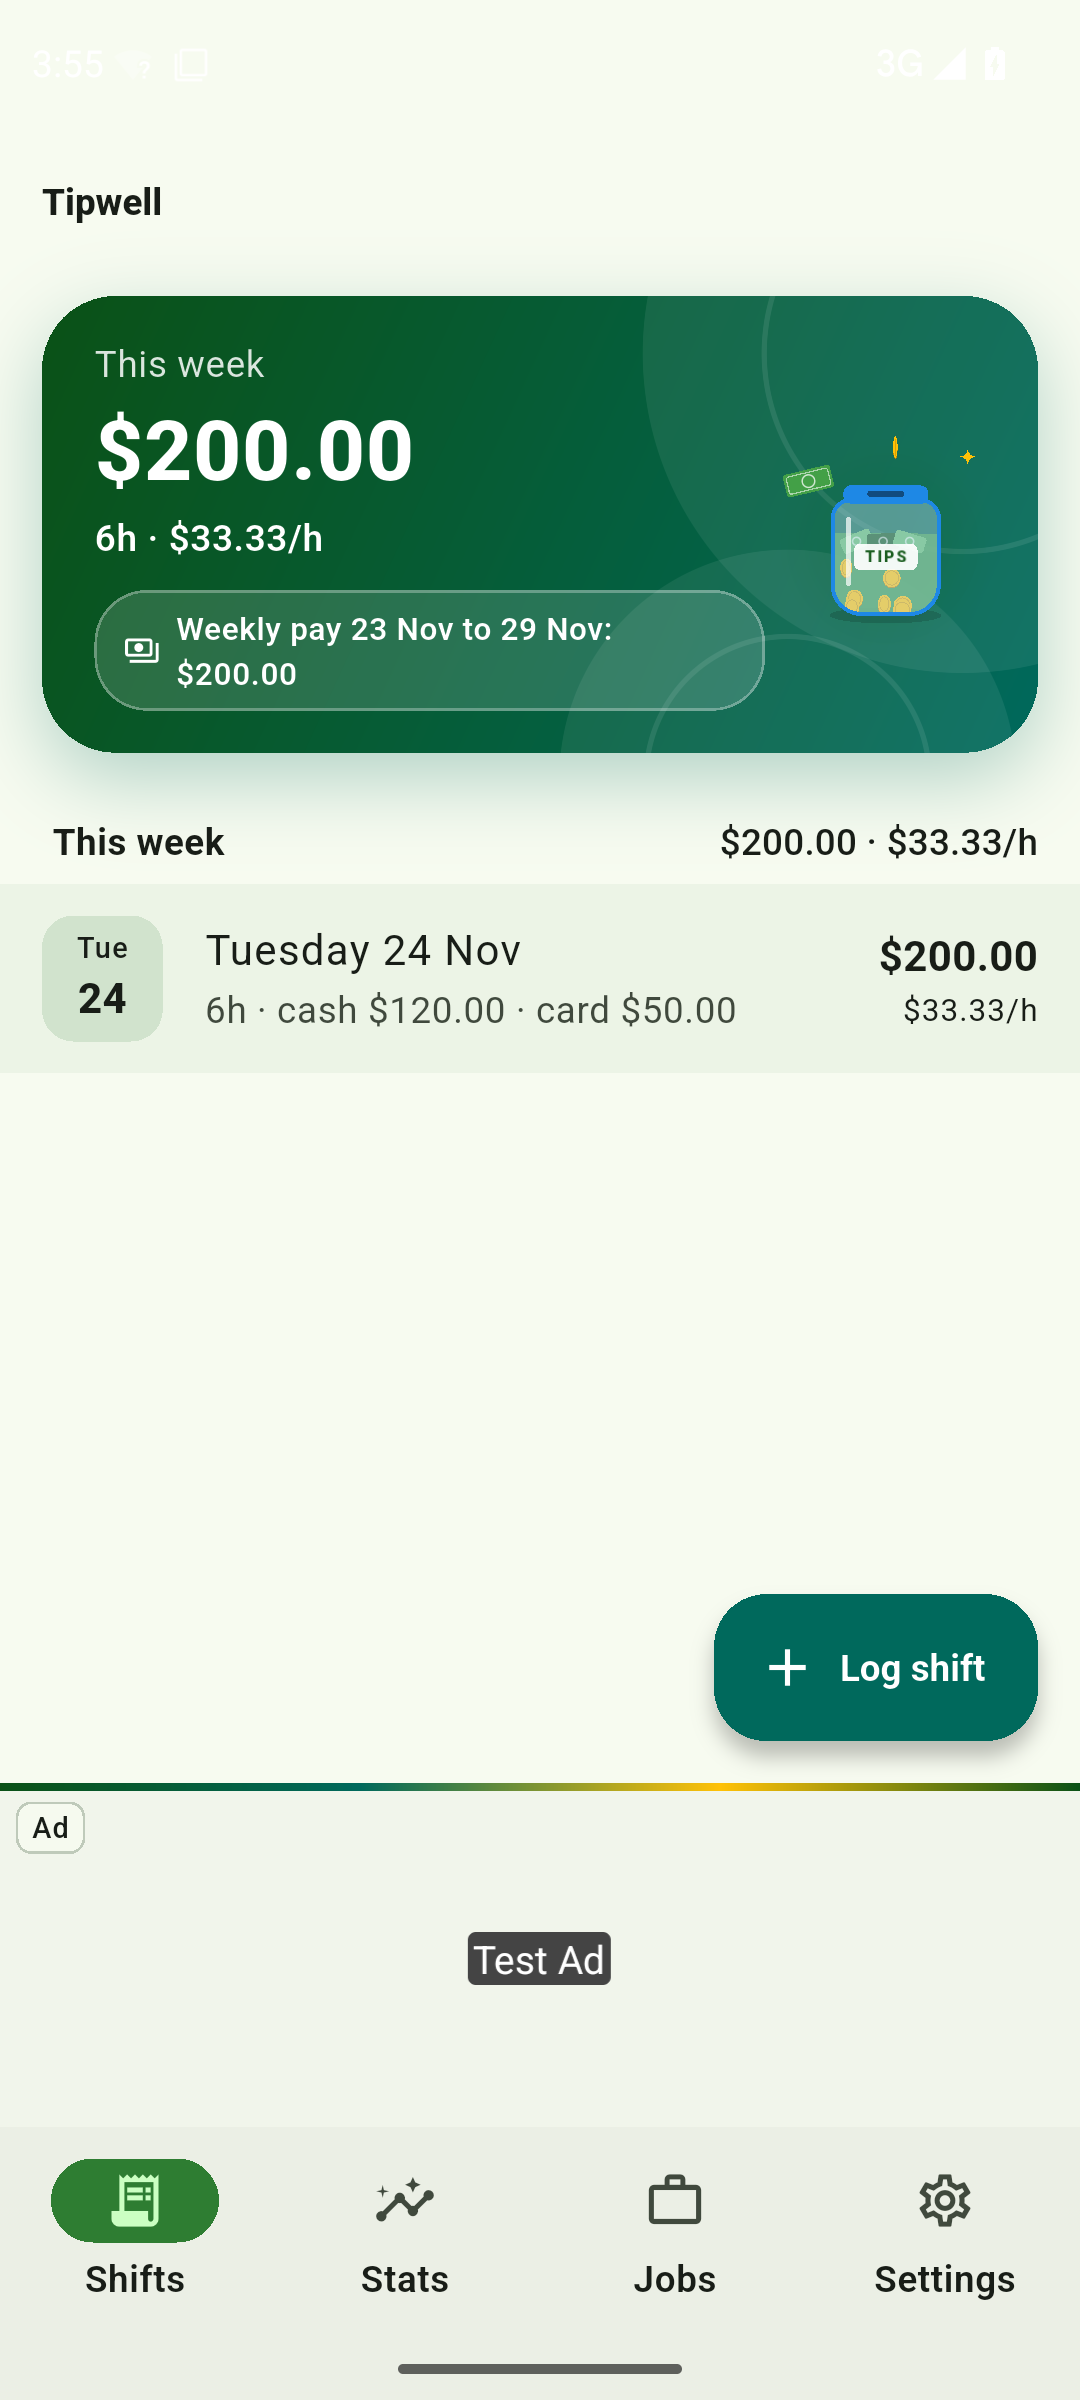 3:55
3G
Tipwell
This week
$200.00
6h · $33.33/h
Weekly pay 23 Nov to 29 Nov:
$200.00
TIPS
This week
$200.00 · $33.33/h
Tue
24
Tuesday 24 Nov
6h · cash $120.00 · card $50.00
$200.00
$33.33/h
Log shift
Ad
Test Ad
Shifts
Stats
Jobs
Settings